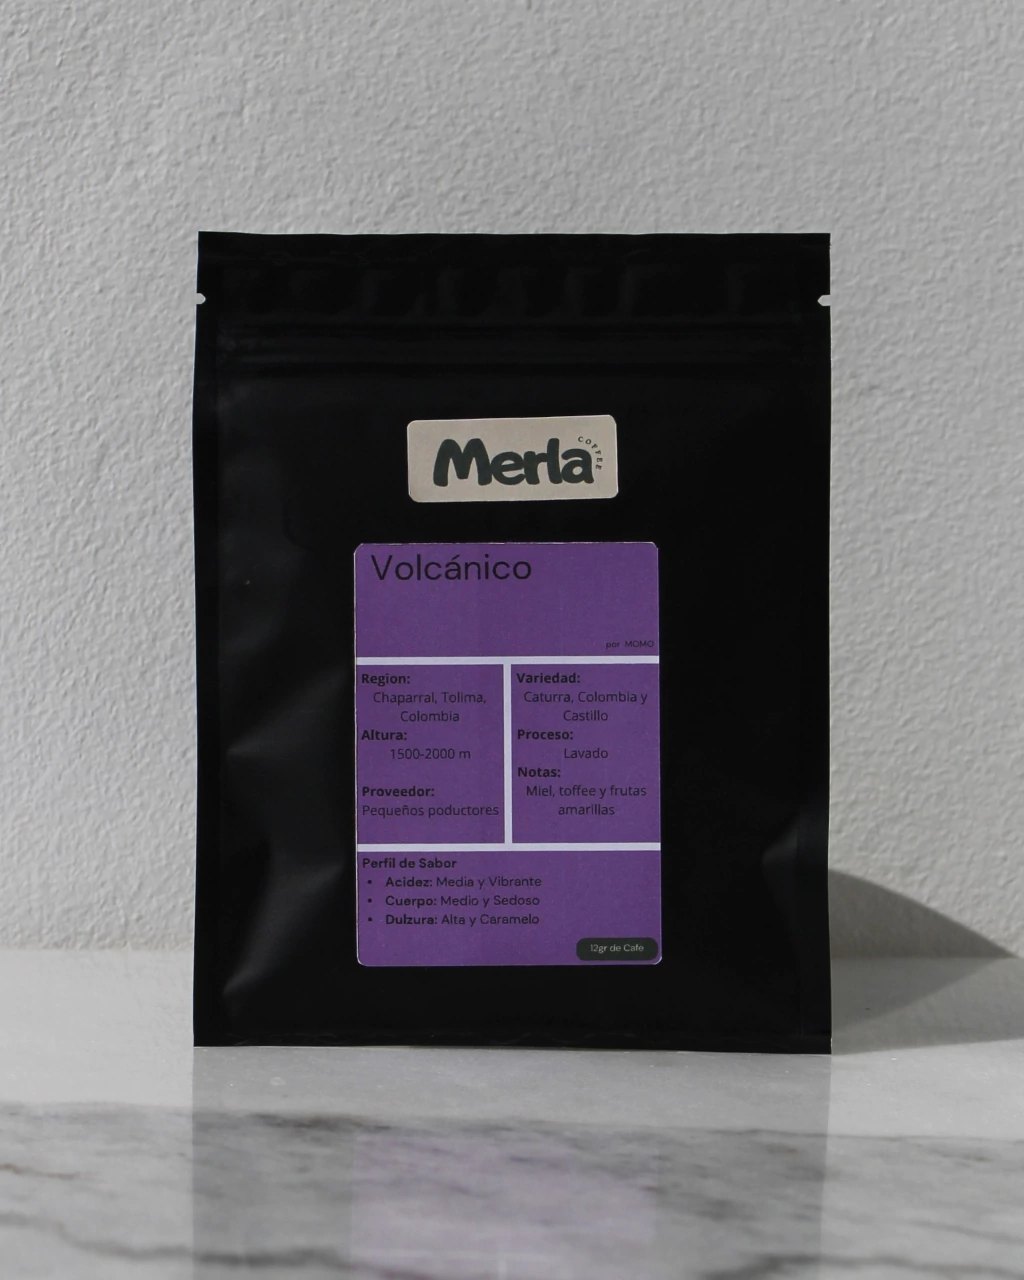 Merla
COFFEE
Volcánico
por MOMO
Region:
Chaparral, Tolima,
Colombia
Altura:
1500-2000 m
Proveedor:
Pequeños poductores
Variedad:
Caturra, Colombia y
Castillo
Proceso:
Lavado
Notas:
Miel, toffee y frutas
amarillas
Perfil de Sabor
• Acidez: Media y Vibrante
• Cuerpo: Medio y Sedoso
• Dulzura: Alta y Caramelo
12gr de Cafe